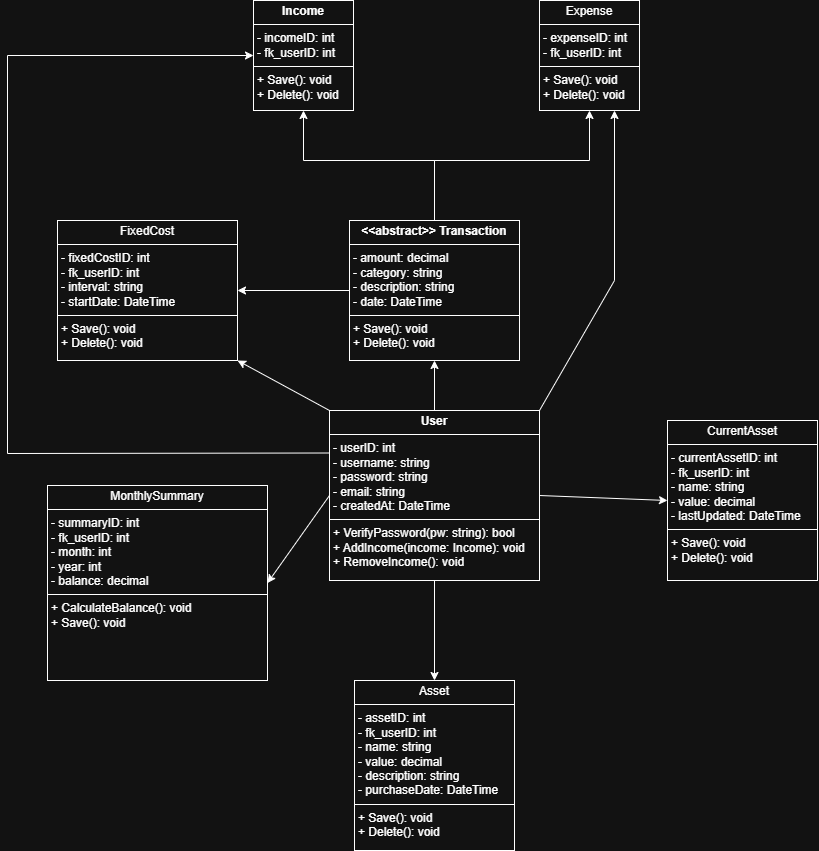 Income
- incomeID: int
- fk_userID: int
+ Save(): void
+ Delete(): void
Expense
- expenseID: int
- fk_userID: int
+ Save(): void
+ Delete(): void
FixedCost
- fixedCostID: int
- fk_userID: int
- interval: string
- startDate: DateTime
+ Save(): void
+ Delete(): void
<<abstract>> Transaction
- amount: decimal
- category: string
- description: string
- date: DateTime
+ Save(): void
+ Delete(): void
User
- userID: int
- username: string
- password: string
- email: string
- createdAt: DateTime
+ VerifyPassword(pw: string): bool
+ AddIncome(income: Income): void
+ RemoveIncome(): void
CurrentAsset
- currentAssetID: int
- fk_userID: int
- name: string
- value: decimal
- lastUpdated: DateTime
+ Save(): void
+ Delete(): void
MonthlySummary
- summaryID: int
- fk_userID: int
- month: int
- year: int
- balance: decimal
+ CalculateBalance(): void
+ Save(): void
Asset
- assetID: int
- fk_userID: int
- name: string
- value: decimal
- description: string
- purchaseDate: DateTime
+ Save(): void
+ Delete(): void